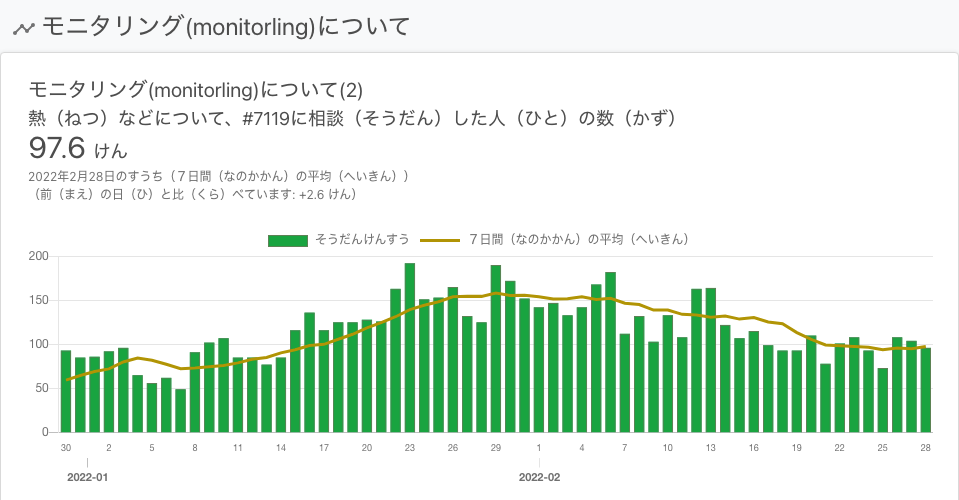 モニタリング(monitorling)について
モニタリング(monitorling)について(2)
熱（ねつ）などについて、#7119に相談（そうだん）した人（ひと）の数（かず）
97.6 けん
2022年2月28日のすうち（７日間（なのかかん）の平均（へいきん））
（前（まえ）の日（ひ）と比（くら）べています: +2.6 けん）
そうだんけんすう ７日間（なのかかん）の平均（へいきん）
200
150
100
50
0
30 2 5 8 11 14 17 20 23 26 29 1 4 7 10 13 16 19 22 25 28
2022-01 2022-02